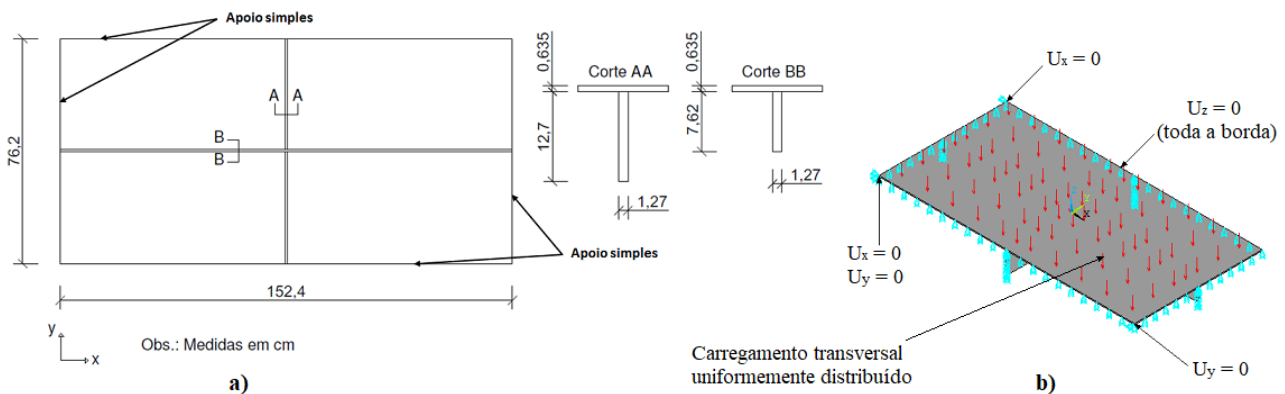 Apoio simples
A A
B
B
76,2
152,4
Apoio simples
y
x
Obs.: Medidas em cm
a)
0,635
12,7
Corte AA
1,27
0,635
7,62
Corte BB
1,27
Ux = 0
Uz = 0
(toda a borda)
x
Ux = 0
Uy = 0
Carregamento transversal
uniformemente distribuído
Uy = 0
b)